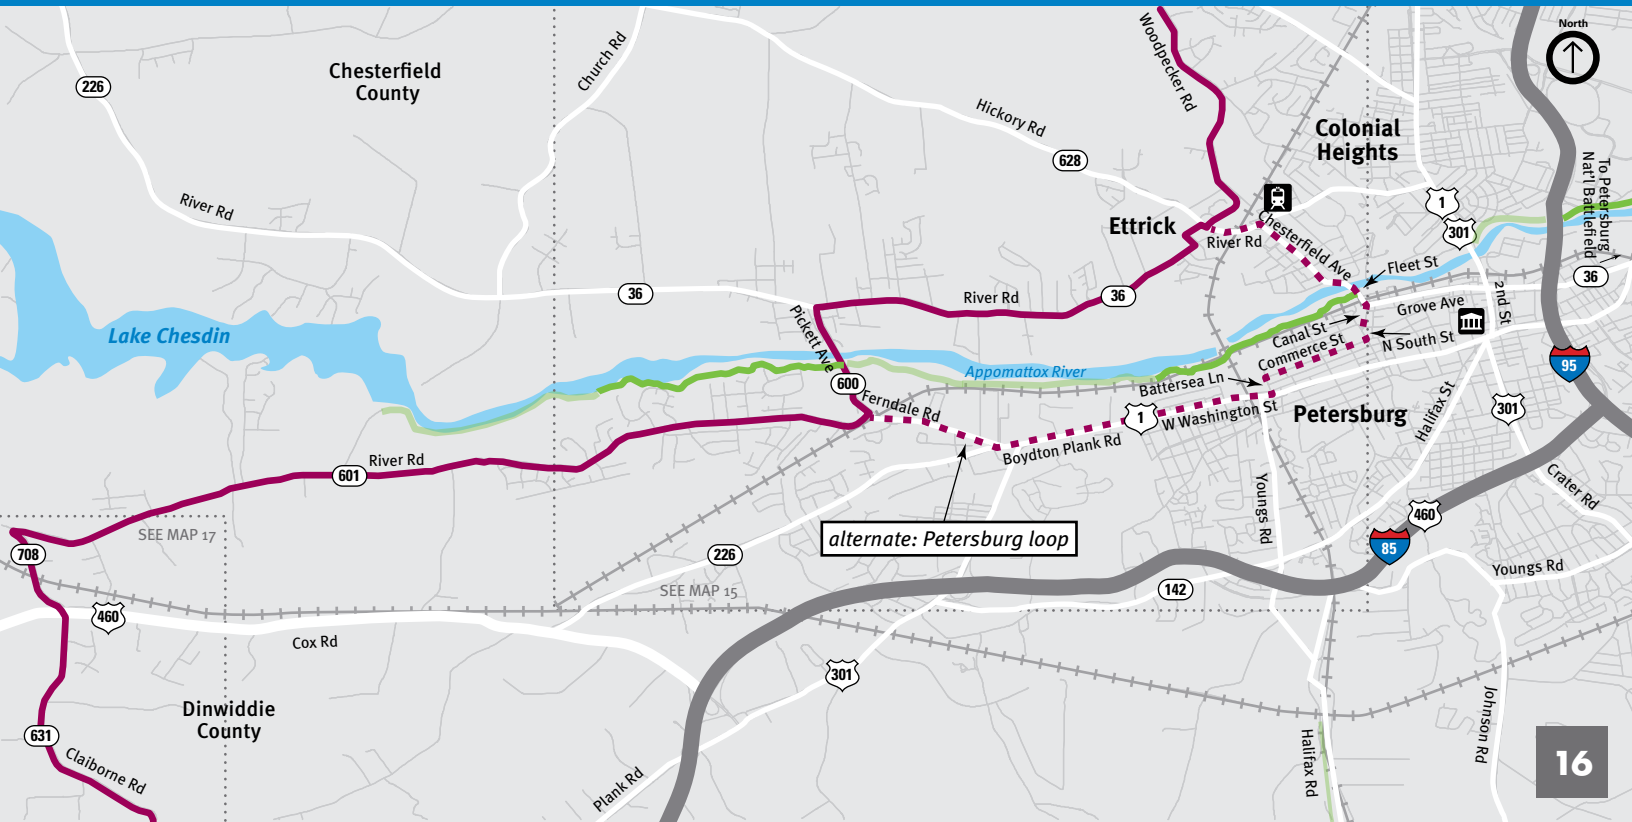 North
Woodpecker Rd
Church Rd
Chesterfield
County
226
Hickory Rd
628
Colonial
Heights
To Petersburg
Nat'l Battlefield
River Rd
Ettrick
1
301
River Rd
Chesterfield Ave
Fleet St
36
36
River Rd
36
Grove Ave
2nd St
Pickett Ave
Lake Chesdin
Canal St
Commerce St
N South St
95
Appomattox River
Battersea Ln
600
Ferndale Rd
1
W Washington St
Petersburg
Halifax St
301
Boydton Plank Rd
River Rd
601
Youngs Rd
Crater Rd
460
SEE MAP 17
alternate: Petersburg loop
85
708
226
Youngs Rd
SEE MAP 15
142
460
Cox Rd
301
Dinwiddie
County
631
Claiborne Rd
Plank Rd
Halifax Rd
Johnson Rd
16